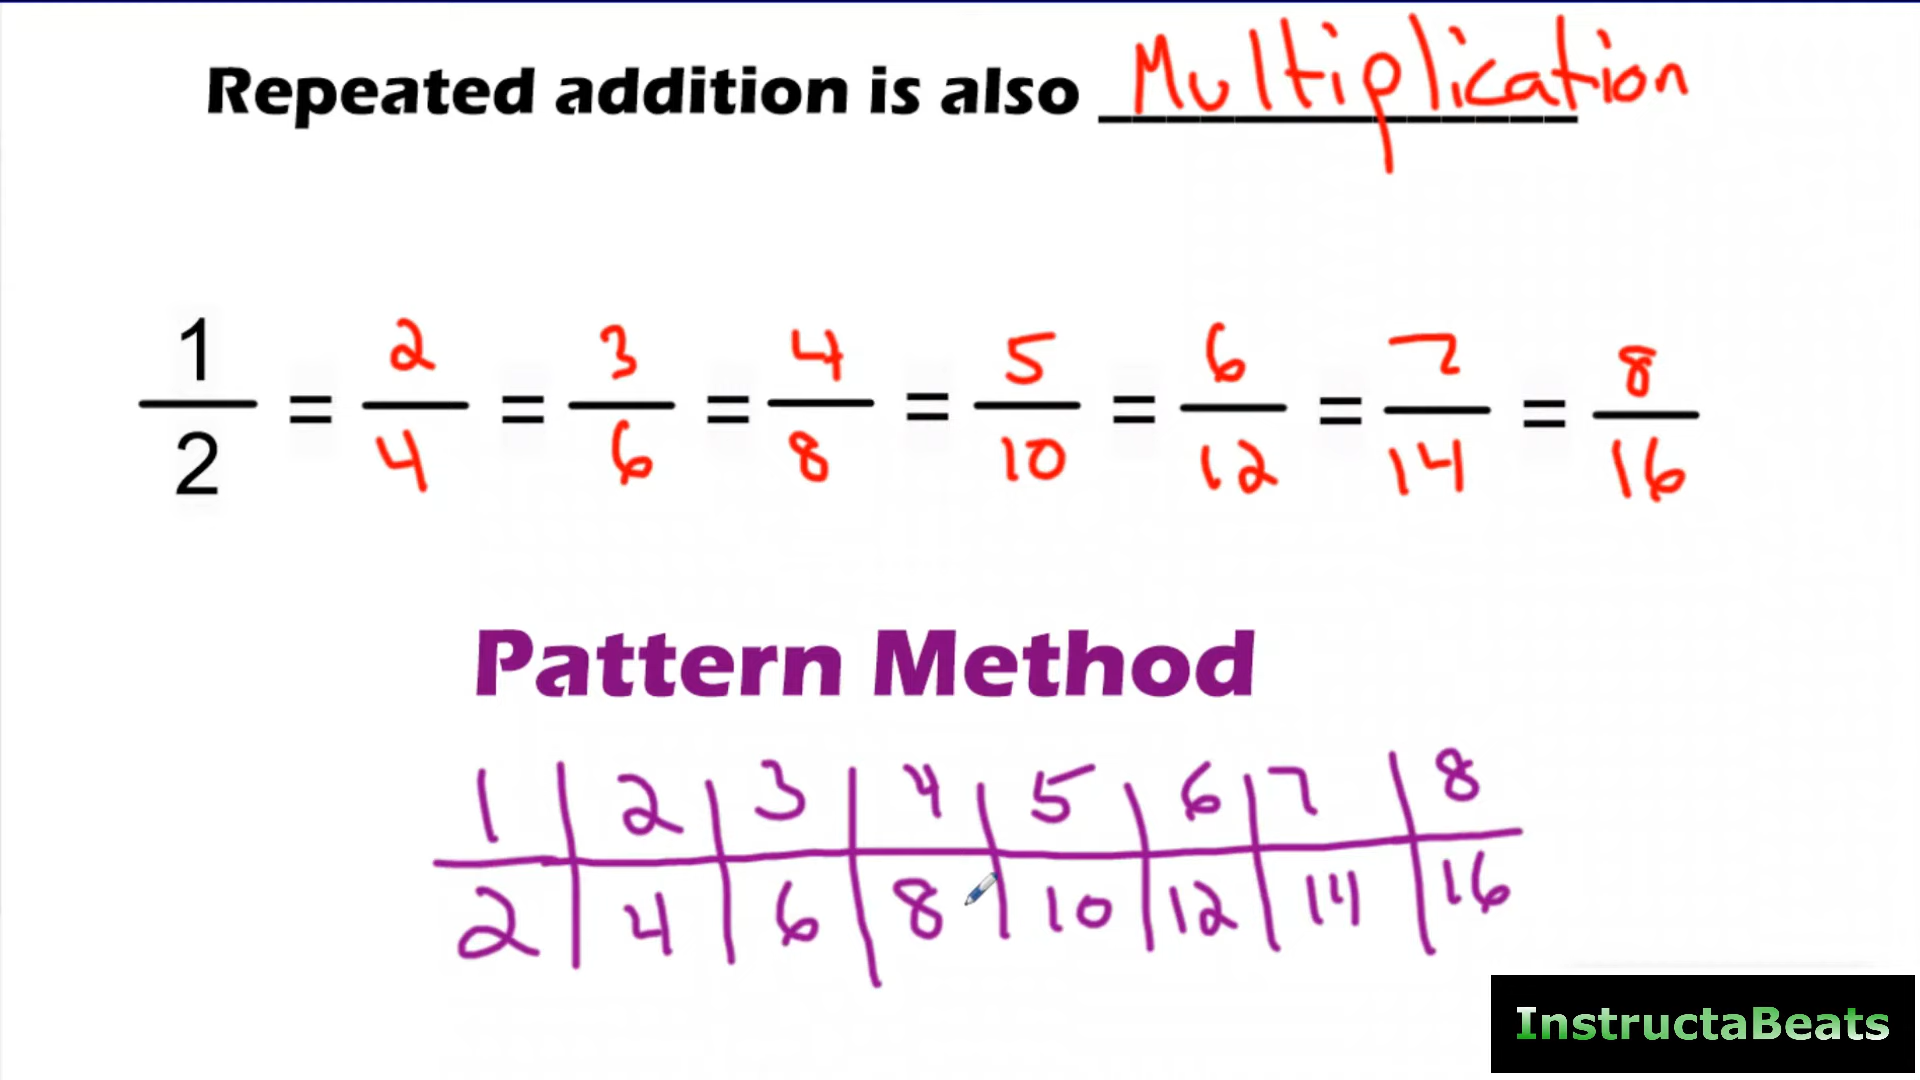 Repeated addition is also Multiplication
1 2 3 4 5 6 7 8
= = = = = = =
2 4 6 8 10 12 14 16
Pattern Method
1 2 3 4 5 6 7 8
2 4 6 8 10 12 14 16
InstructaBeats